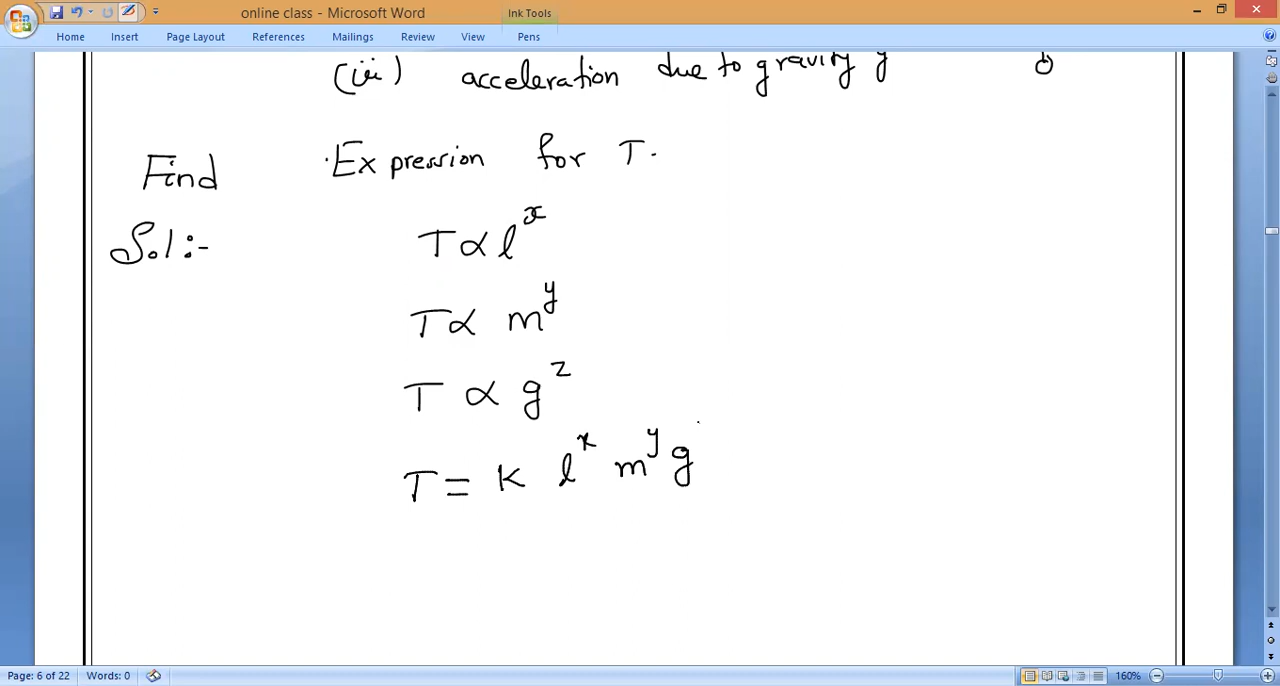 online class - Microsoft Word
Ink Tools
Home Insert Page Layout References Mailings Review View Pens
(iii) acceleration due to gravity g
Find Expression for T.
Sol:- T ∝ l^x
T ∝ m^y
T ∝ g^z
T = K l^x m^y g
Page: 6 of 22 Words: 0 160%